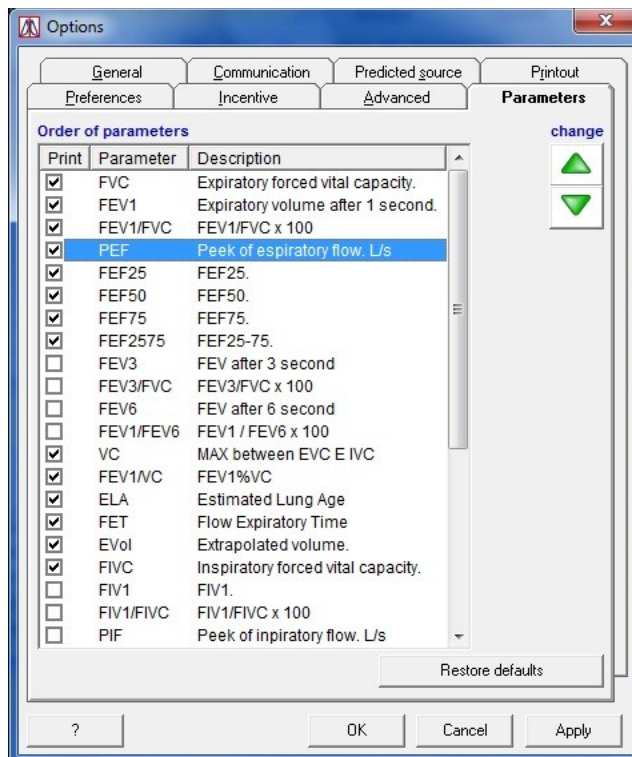 Options
General Communication Predicted source Printout
Preferences Incentive Advanced Parameters
Order of parameters change
Print Parameter Description
FVC Expiratory forced vital capacity.
FEV1 Expiratory volume after 1 second.
FEV1/FVC FEV1/FVC x 100
PEF Peek of espiratory flow. L/s
FEF25 FEF25.
FEF50 FEF50.
FEF75 FEF75.
FEF2575 FEF25-75.
FEV3 FEV after 3 second
FEV3/FVC FEV3/FVC x 100
FEV6 FEV after 6 second
FEV1/FEV6 FEV1 / FEV6 x 100
VC MAX between EVC E IVC
FEV1/VC FEV1%VC
ELA Estimated Lung Age
FET Flow Expiratory Time
EVol Extrapolated volume.
FIVC Inspiratory forced vital capacity.
FIV1 FIV1.
FIV1/FIVC FIV1/FIVC x 100
PIF Peek of inpiratory flow. L/s
Restore defaults
? OK Cancel Apply